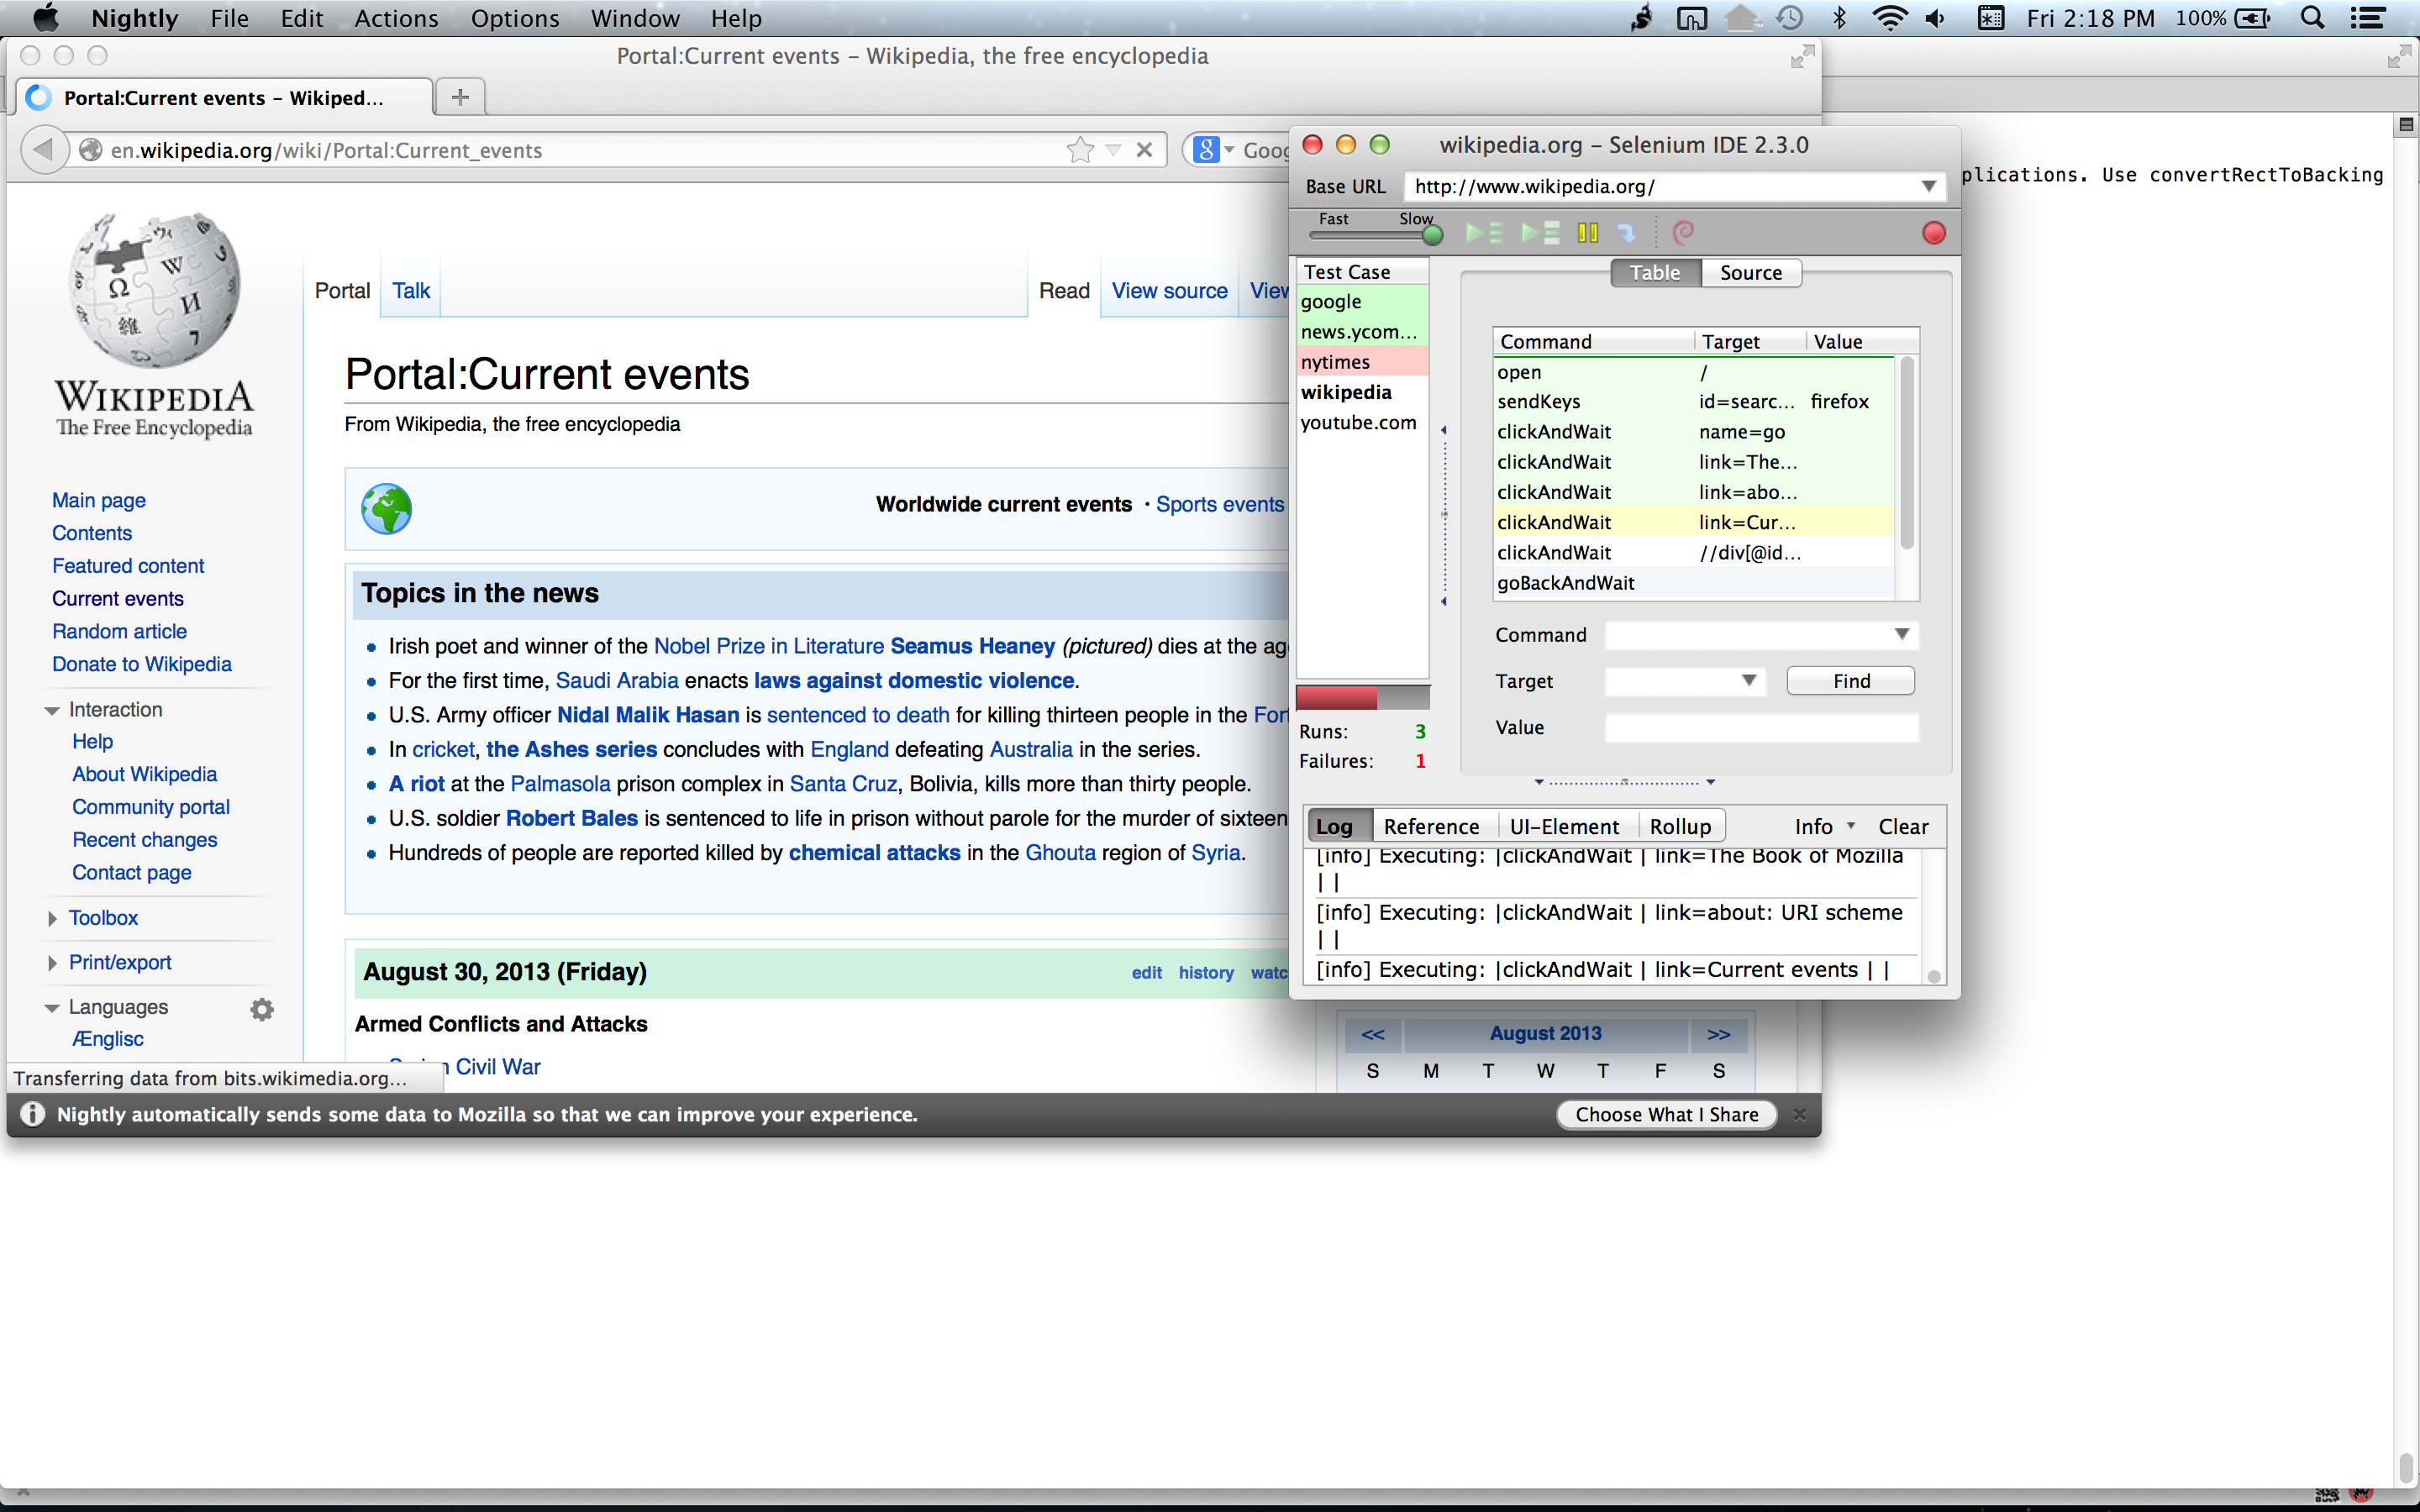 Nightly File Edit Actions Options Window Help Fri 2:18 PM 100%
Portal:Current events – Wikipedia, the free encyclopedia
Portal:Current events – Wikiped...
en.wikipedia.org/wiki/Portal:Current_events
WIKIPEDIA
The Free Encyclopedia
Main page
Contents
Featured content
Current events
Random article
Donate to Wikipedia
Interaction
Help
About Wikipedia
Community portal
Recent changes
Contact page
Toolbox
Print/export
Languages
Ænglisc
Portal Talk Read View source
Portal:Current events
From Wikipedia, the free encyclopedia
Worldwide current events · Sports events
Topics in the news
Irish poet and winner of the Nobel Prize in Literature Seamus Heaney (pictured) dies at the
For the first time, Saudi Arabia enacts laws against domestic violence.
U.S. Army officer Nidal Malik Hasan is sentenced to death for killing thirteen people in the
In cricket, the Ashes series concludes with England defeating Australia in the series.
A riot at the Palmasola prison complex in Santa Cruz, Bolivia, kills more than thirty people.
U.S. soldier Robert Bales is sentenced to life in prison without parole for the murder of sixteen
Hundreds of people are reported killed by chemical attacks in the Ghouta region of Syria.
August 30, 2013 (Friday) edit history
Armed Conflicts and Attacks
Civil War
<< August 2013 >>
S M T W T F S
Transferring data from bits.wikimedia.org...
Nightly automatically sends some data to Mozilla so that we can improve your experience. Choose What I Share
wikipedia.org – Selenium IDE 2.3.0
Base URL http://www.wikipedia.org/
Fast Slow
Test Case
google
news.ycom...
nytimes
wikipedia
youtube.com
Runs: 3
Failures: 1
Table Source
Command Target Value
open /
sendKeys id=searc... firefox
clickAndWait name=go
clickAndWait link=The...
clickAndWait link=abo...
clickAndWait link=Cur...
clickAndWait //div[@id...
goBackAndWait
Command
Target Find
Value
Log Reference UI-Element Rollup Info Clear
[info] Executing: |clickAndWait | link=The Book of Mozilla
| |
[info] Executing: |clickAndWait | link=about: URI scheme
| |
[info] Executing: |clickAndWait | link=Current events | |
plications. Use convertRectToBacking